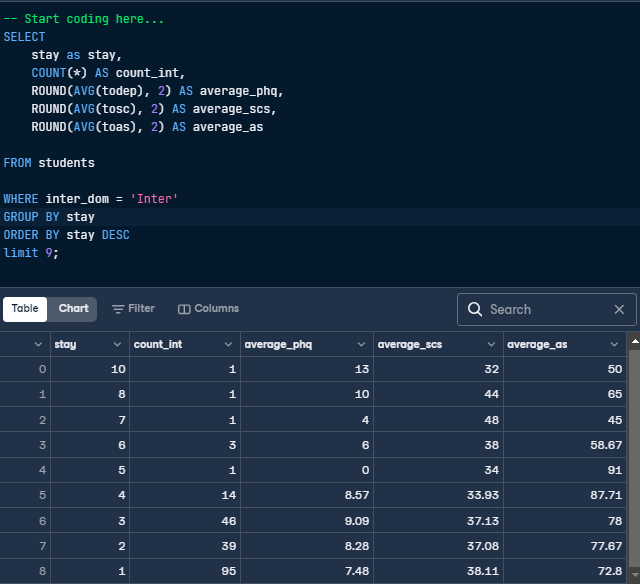 -- Start coding here...
SELECT
    stay as stay,
    COUNT(*) AS count_int,
    ROUND(AVG(todep), 2) AS average_phq,
    ROUND(AVG(tosc), 2) AS average_scs,
    ROUND(AVG(toas), 2) AS average_as
FROM students
WHERE inter_dom = 'Inter'
GROUP BY stay
ORDER BY stay DESC
limit 9;
Table Chart Filter Columns Search
stay count_int average_phq average_scs average_as
0 10 1 13 32 50
1 8 1 10 44 65
2 7 1 4 48 45
3 6 3 6 38 58.67
4 5 1 0 34 91
5 4 14 8.57 33.93 87.71
6 3 46 9.09 37.13 78
7 2 39 8.28 37.08 77.67
8 1 95 7.48 38.11 72.8